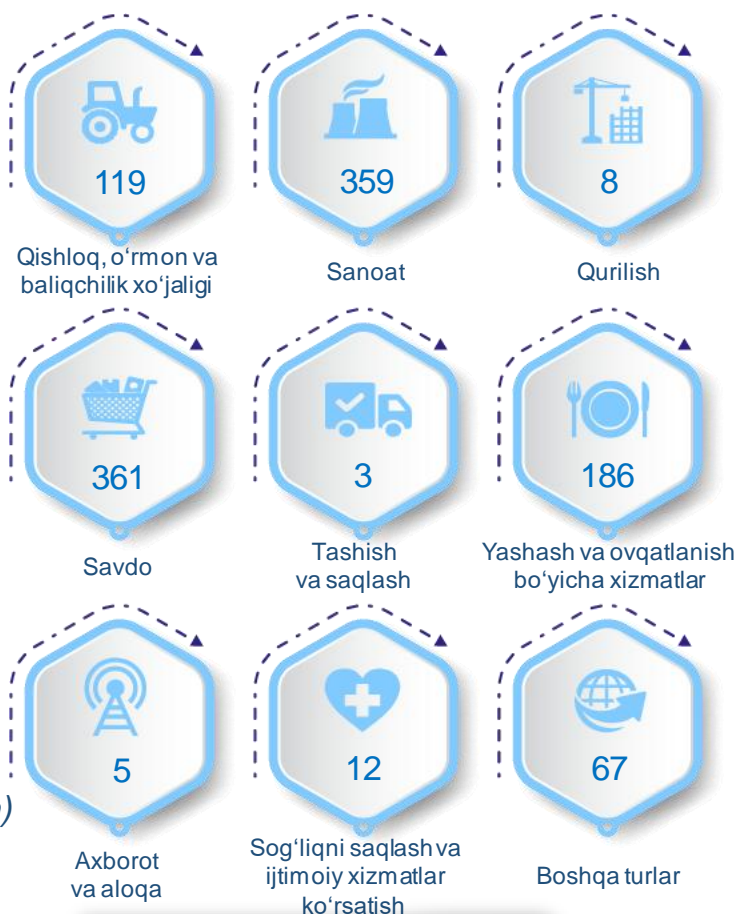 119
Qishloq, o‘rmon va
baliqchilik xo‘jaligi
359
Sanoat
8
Qurilish
361
Savdo
3
Tashish
va saqlash
186
Yashash va ovqatlanish
bo‘yicha xizmatlar
5
Axborot
va aloqa
12
Sog‘liqni saqlash va
ijtimoiy xizmatlar
ko‘rsatish
67
Boshqa turlar